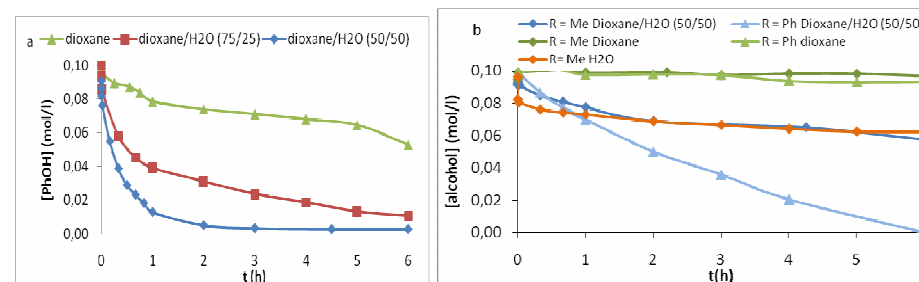 a
dioxane dioxane/H2O (75/25) dioxane/H2O (50/50)
0,10
0,08
0,06
0,04
0,02
0,00
[PhOH] (mol/l)
0 1 2 3 4 5 6
t(h)
b
R = Me Dioxane/H2O (50/50) R = Ph Dioxane/H2O (50/50)
R = Me Dioxane R = Ph dioxane
R= Me H2O
0,10
0,08
0,06
0,04
0,02
0,00
[alcohol] (mol/l)
0 1 2 3 4 5
t(h)